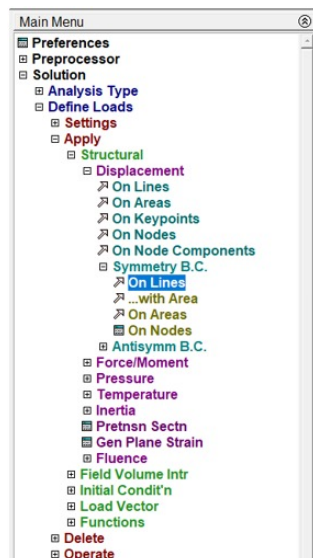 Main Menu
Preferences
Preprocessor
Solution
Analysis Type
Define Loads
Settings
Apply
Structural
Displacement
On Lines
On Areas
On Keypoints
On Nodes
On Node Components
Symmetry B.C.
On Lines
...with Area
On Areas
On Nodes
Antisymm B.C.
Force/Moment
Pressure
Temperature
Inertia
Pretnsn Sectn
Gen Plane Strain
Fluence
Field Volume Intr
Initial Condit'n
Load Vector
Functions
Delete
Operate